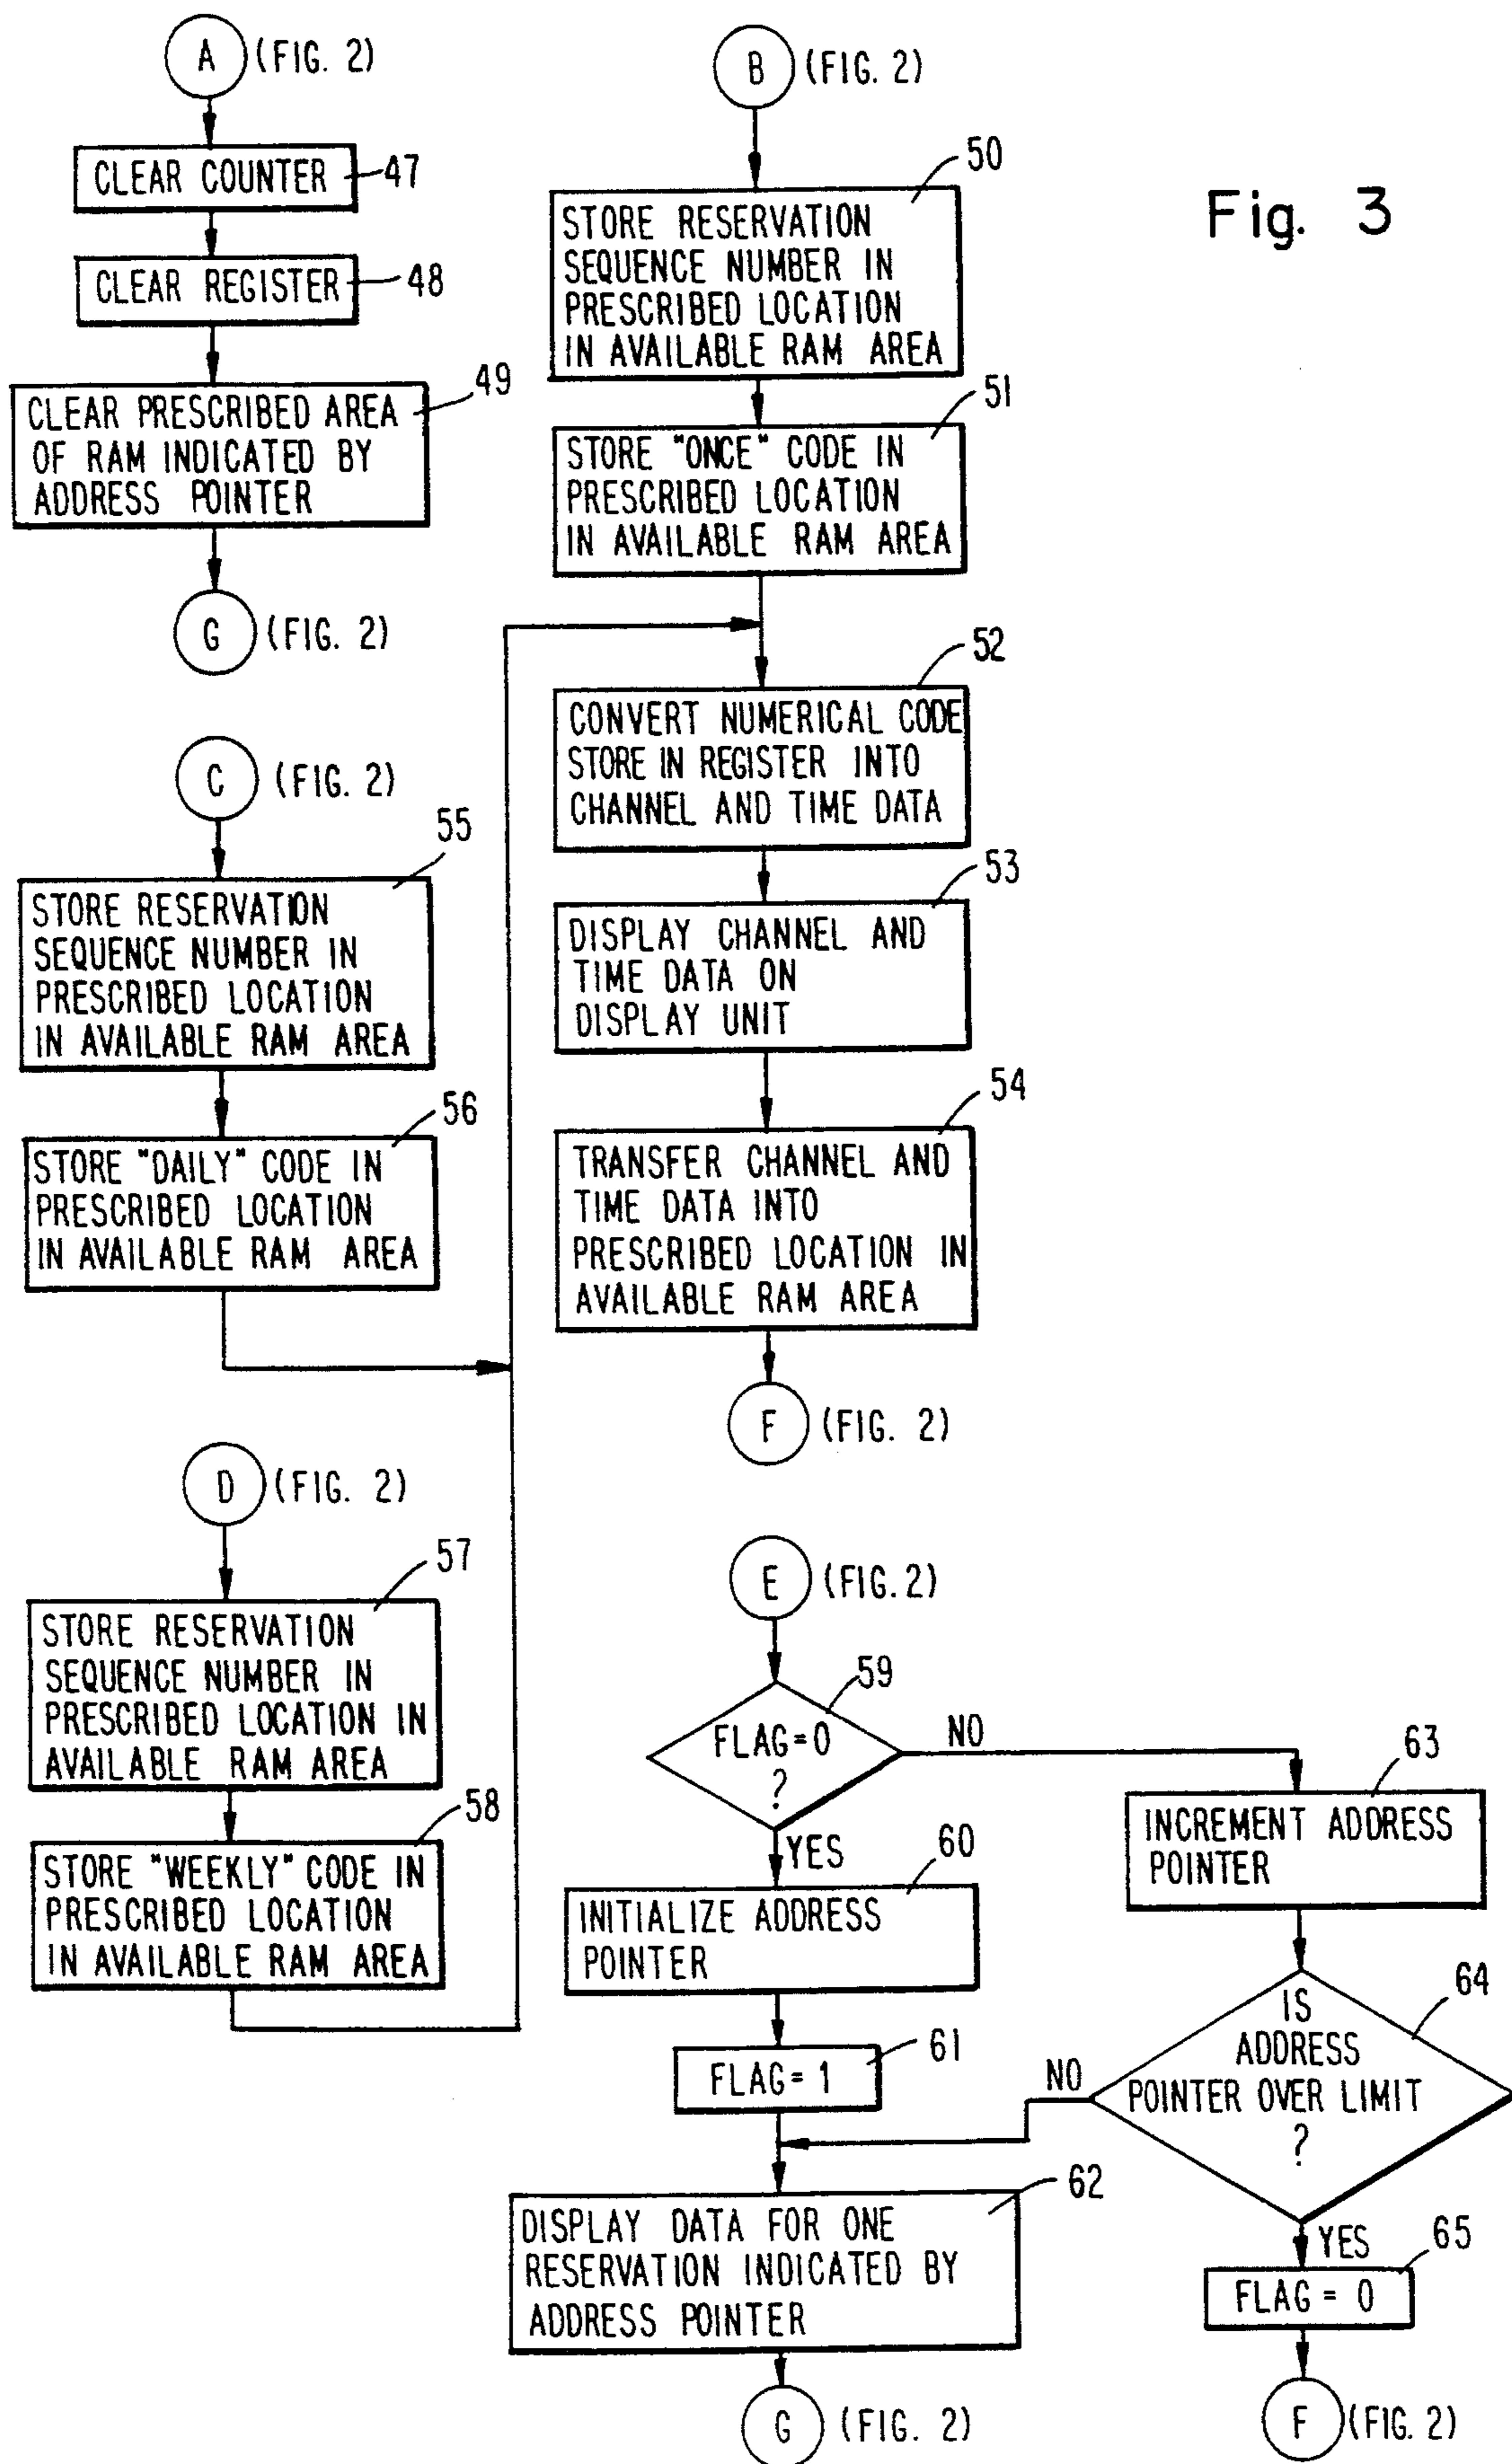 Fig. 3
A (FIG. 2)
CLEAR COUNTER
47
CLEAR REGISTER
48
CLEAR PRESCRIBED AREA
OF RAM INDICATED BY
ADDRESS POINTER
49
G (FIG. 2)
B (FIG. 2)
50
STORE RESERVATION
SEQUENCE NUMBER IN
PRESCRIBED LOCATION
IN AVAILABLE RAM AREA
51
STORE "ONCE" CODE IN
PRESCRIBED LOCATION
IN AVAILABLE RAM AREA
52
CONVERT NUMERICAL CODE
STORE IN REGISTER INTO
CHANNEL AND TIME DATA
53
DISPLAY CHANNEL AND
TIME DATA ON
DISPLAY UNIT
54
TRANSFER CHANNEL AND
TIME DATA INTO
PRESCRIBED LOCATION IN
AVAILABLE RAM AREA
F (FIG. 2)
C (FIG. 2)
55
STORE RESERVATION
SEQUENCE NUMBER IN
PRESCRIBED LOCATION
IN AVAILABLE RAM AREA
56
STORE "DAILY" CODE IN
PRESCRIBED LOCATION
IN AVAILABLE RAM AREA
D (FIG. 2)
57
STORE RESERVATION
SEQUENCE NUMBER IN
PRESCRIBED LOCATION IN
AVAILABLE RAM AREA
58
STORE "WEEKLY" CODE IN
PRESCRIBED LOCATION
IN AVAILABLE RAM AREA
E (FIG. 2)
59
FLAG=0
?
NO
YES
60
INITIALIZE ADDRESS
POINTER
61
FLAG=1
62
DISPLAY DATA FOR ONE
RESERVATION INDICATED BY
ADDRESS POINTER
G (FIG. 2)
63
INCREMENT ADDRESS
POINTER
64
IS
ADDRESS
POINTER OVER LIMIT
?
NO
YES
65
FLAG = 0
F (FIG. 2)